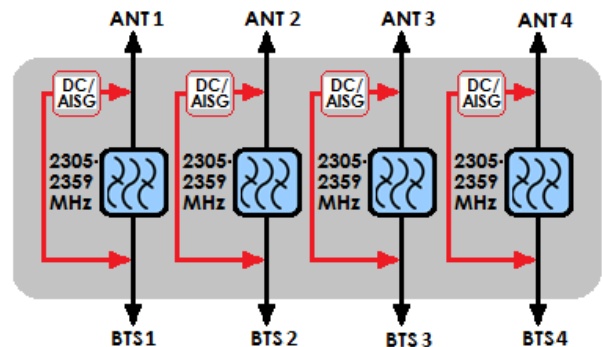 ANT 1 ANT 2 ANT 3 ANT 4
DC/ DC/ DC/ DC/
AISG AISG AISG AISG
2305- 2305- 2305- 2305-
2359 2359 2359 2359
MHz MHz MHz MHz
BTS 1 BTS 2 BTS 3 BTS 4